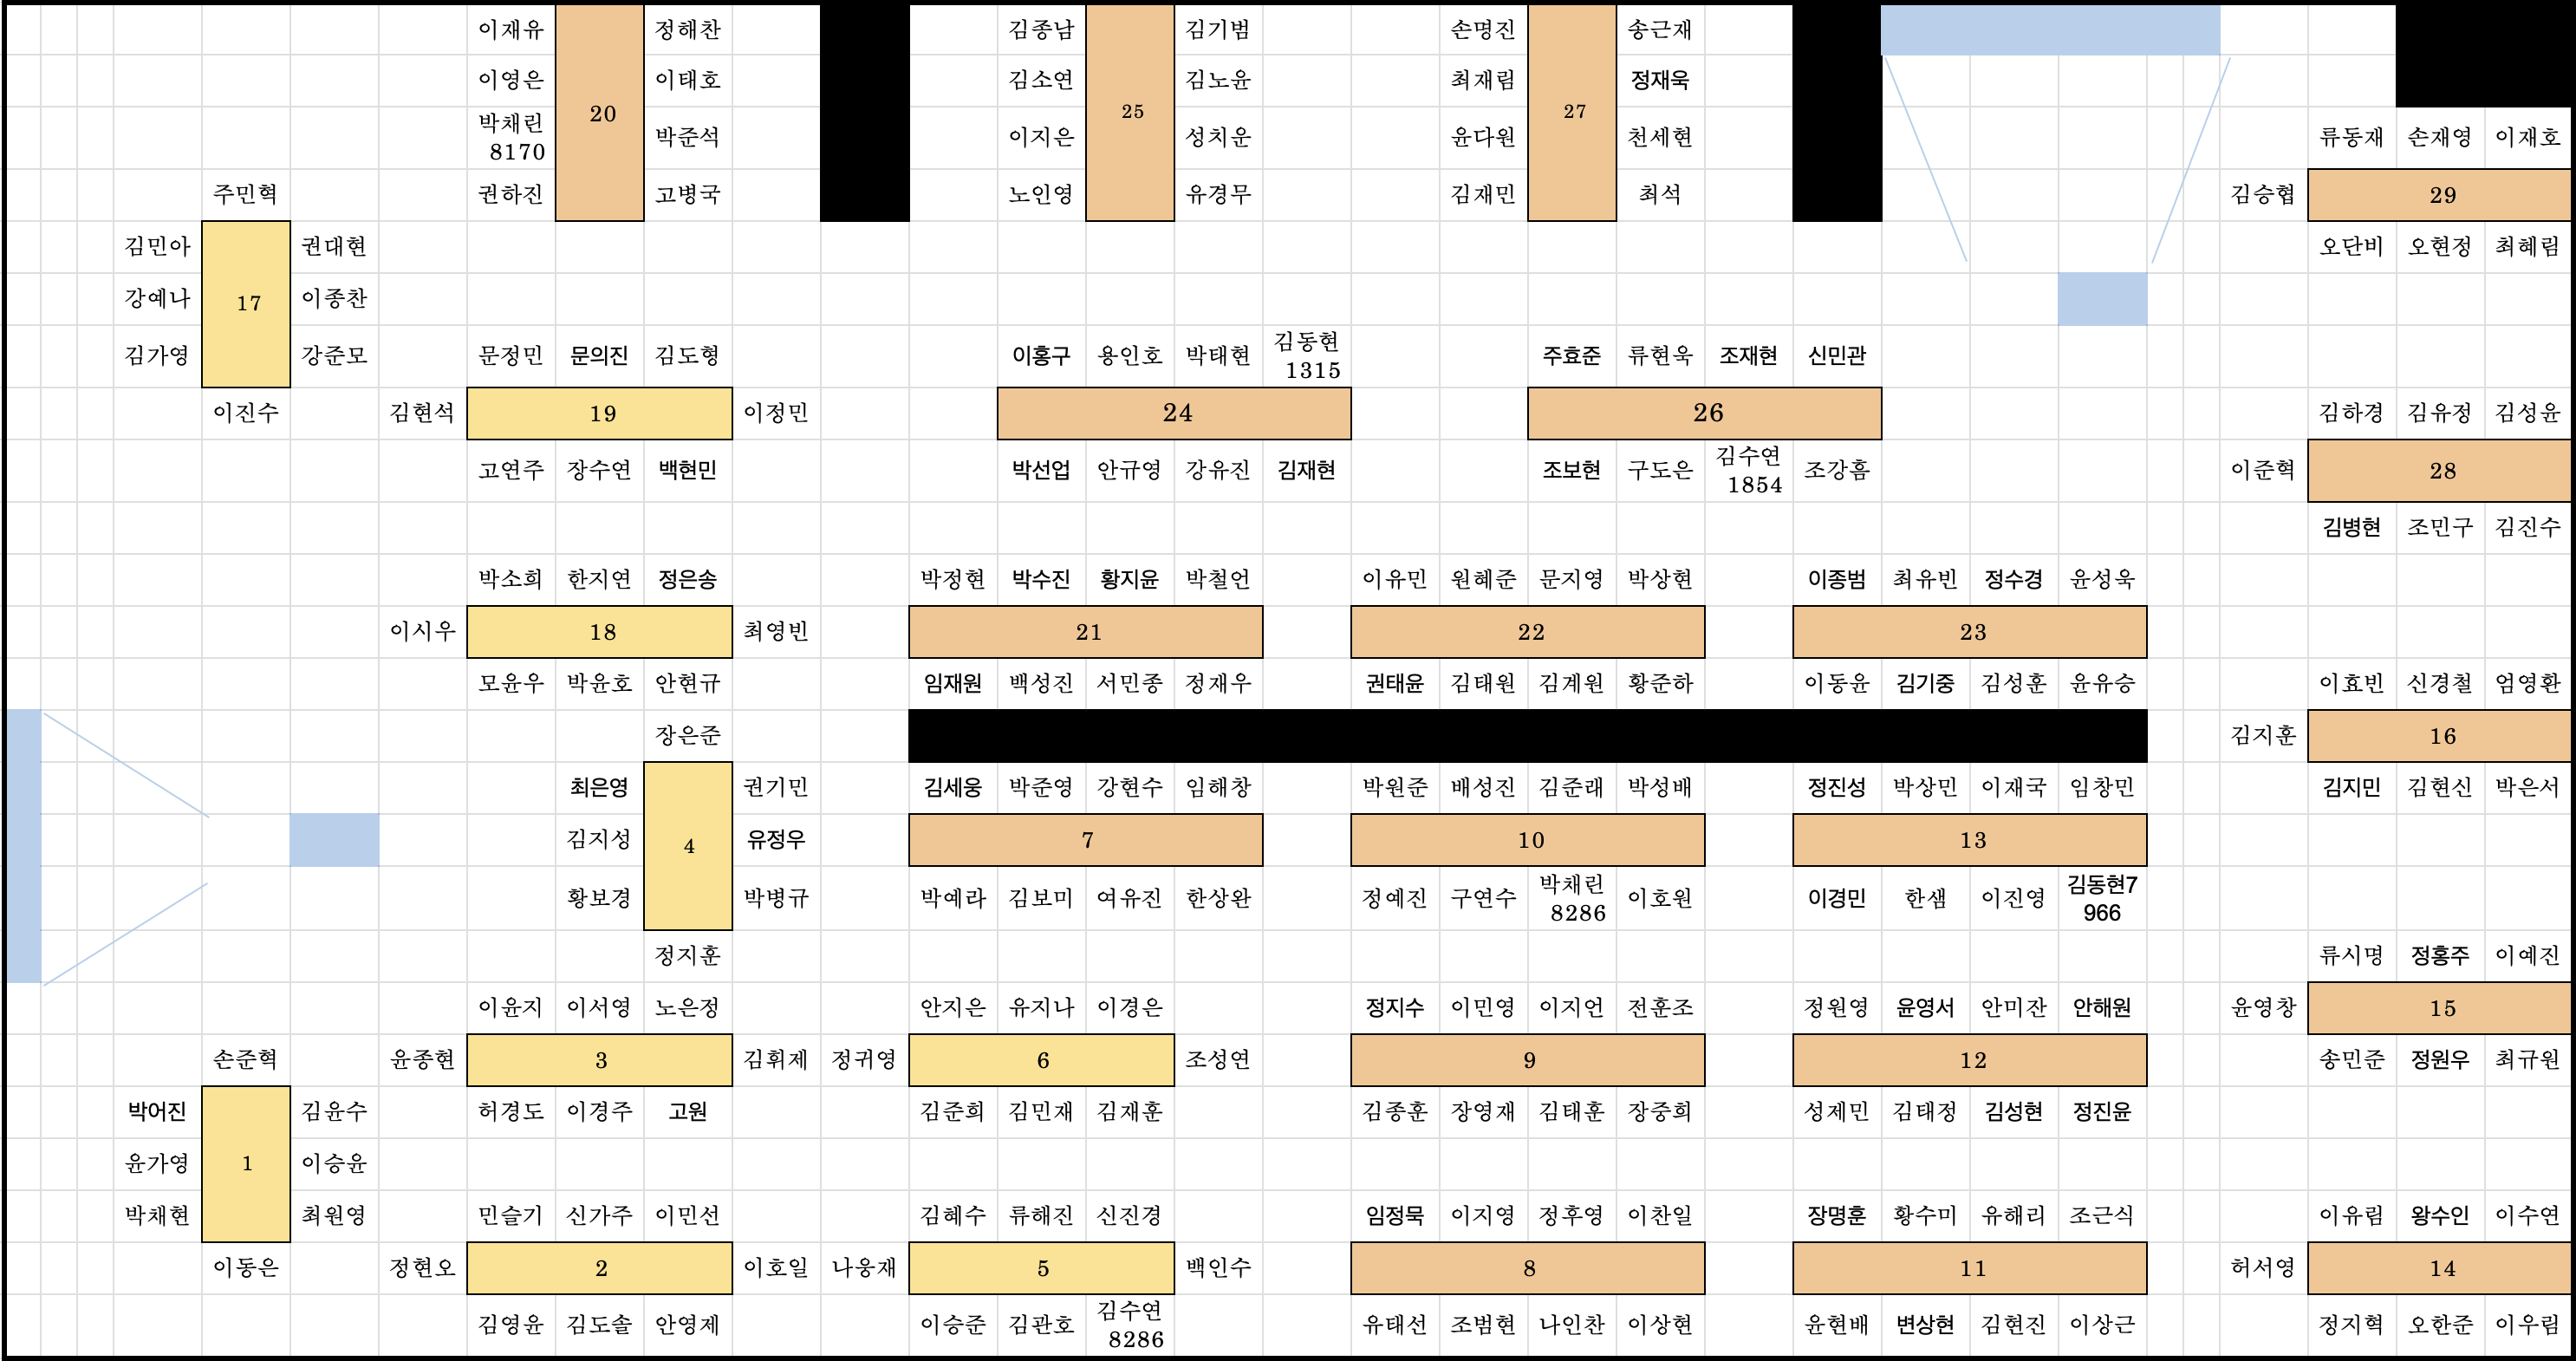 이재유 정해찬 김종남 김기범 손명진 송근재
이영은 이태호 김소연 김노윤 최재림 정재욱
20 25 27
박채린 8170 박준석 이지은 성치운 윤다원 천세현 류동재 손재영 이재호
주민혁 권하진 고병국 노인영 유경무 김재민 최석 김승협 29
김민아 권대현 오단비 오현정 최혜림
강예나 17 이종찬
김가영 강준모 문정민 문의진 김도형 이홍구 용인호 박태현 김동현 1315 주효준 류현욱 조재현 신민관
이진수 김현석 19 이정민 24 26 김하경 김유정 김성윤
고연주 장수연 백현민 박선업 안규영 강유진 김재현 조보현 구도은 김수연 1854 조강흠 이준혁 28
김병현 조민구 김진수
박소희 한지연 정은송 박정현 박수진 황지윤 박철언 이유민 원혜준 문지영 박상현 이종범 최유빈 정수경 윤성욱
이시우 18 최영빈 21 22 23
모윤우 박윤호 안현규 임재원 백성진 서민종 정재우 권태윤 김태원 김계원 황준하 이동윤 김기중 김성훈 윤유승 이효빈 신경철 엄영환
장은준 김지훈 16
최은영 권기민 김세웅 박준영 강현수 임해창 박원준 배성진 김준래 박성배 정진성 박상민 이재국 임창민 김지민 김현신 박은서
김지성 4 유정우 7 10 13
황보경 박병규 박예라 김보미 여유진 한상완 정예진 구연수 박채린 8286 이호원 이경민 한샘 이진영 김동현7 966
정지훈 류시명 정홍주 이예진
이윤지 이서영 노은정 안지은 유지나 이경은 정지수 이민영 이지언 전훈조 정원영 윤영서 안미잔 안해원 윤영창 15
손준혁 윤종현 3 김휘제 정귀영 6 조성연 9 12 송민준 정원우 최규원
박어진 김윤수 허경도 이경주 고원 김준희 김민재 김재훈 김종훈 장영재 김태훈 장중희 성제민 김태정 김성현 정진윤
윤가영 1 이승윤
박채현 최원영 민슬기 신가주 이민선 김혜수 류해진 신진경 임정묵 이지영 정후영 이찬일 장명훈 황수미 유해리 조근식 이유림 왕수인 이수연
이동은 정현오 2 이호일 나웅재 5 백인수 8 11 허서영 14
김영윤 김도솔 안영제 이승준 김관호 김수연 8286 유태선 조범현 나인찬 이상현 윤현배 변상현 김현진 이상근 정지혁 오한준 이우림